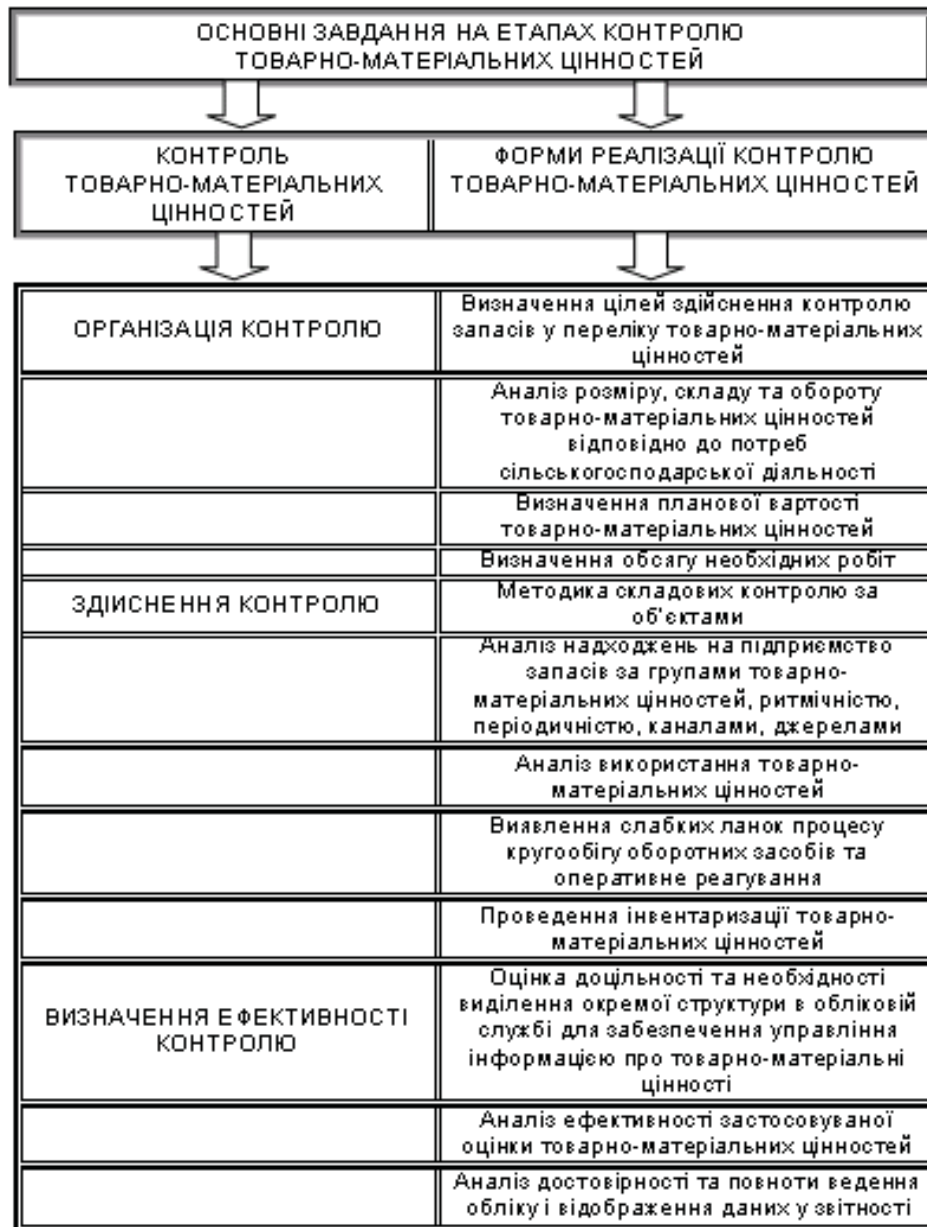 ОСНОВНІ ЗАВДАННЯ НА ЕТАПАХ КОНТРОЛЮ
ТОВАРНО-МАТЕРІАЛЬНИХ ЦІННОСТЕЙ
КОНТРОЛЬ
ТОВАРНО-МАТЕРІАЛЬНИХ
ЦІННОСТЕЙ
ФОРМИ РЕАЛІЗАЦІЇ КОНТРОЛЮ
ТОВАРНО-МАТЕРІАЛЬНИХ ЦІННОСТЕЙ
ОРГАНІЗАЦІЯ КОНТРОЛЮ
Визначення цілей здійснення контролю
запасів у переліку товарно-матеріальних
цінностей
Аналіз розміру, складу та обороту
товарно-матеріальних цінностей
відповідно до потреб
сільськогосподарської діяльності
Визначення планової вартості
товарно-матеріальних цінностей
Визначення обсягу необхідних робіт
ЗДІЙСНЕННЯ КОНТРОЛЮ
Методика складових контролю за
об'єктами
Аналіз надходжень на підприємство
запасів за групами товарно-
матеріальних цінностей, ритмічністю,
періодичністю, каналами, джерелами
Аналіз використання товарно-
матеріальних цінностей
Виявлення слабких ланок процесу
кругообігу оборотних засобів та
оперативне реагування
Проведення інвентаризації товарно-
матеріальних цінностей
ВИЗНАЧЕННЯ ЕФЕКТИВНОСТІ
КОНТРОЛЮ
Оцінка доцільності та необхідності
виділення окремої структури в обліковій
службі для забезпечення управління
інформацією про товарно-матеріальні
цінності
Аналіз ефективності застосовуваної
оцінки товарно-матеріальних цінностей
Аналіз достовірності та повноти ведення
обліку і відображення даних у звітності